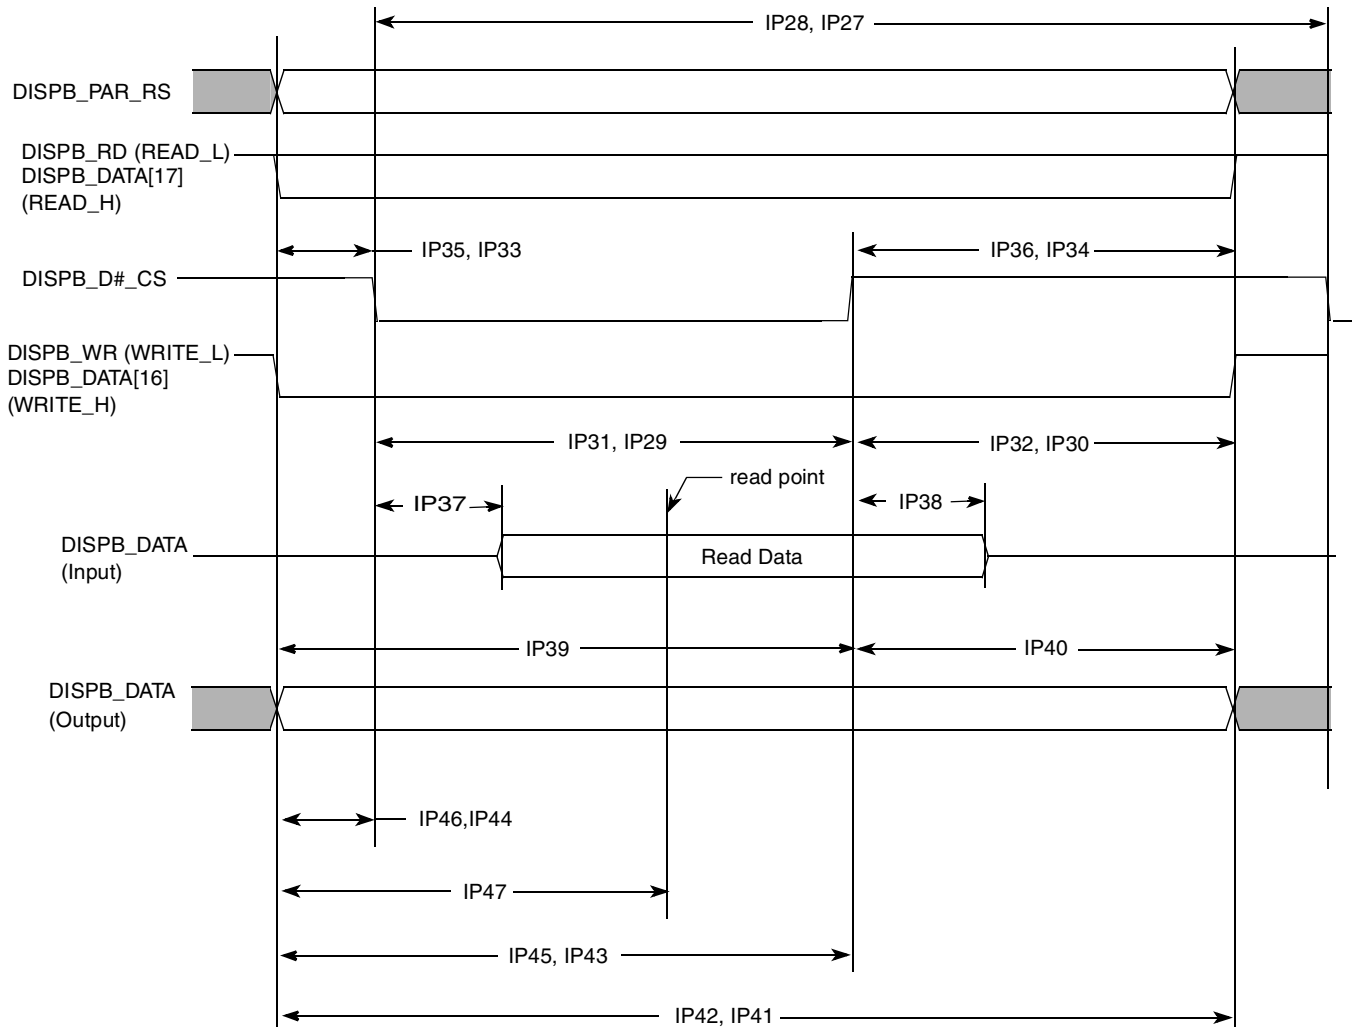 IP28, IP27
DISPB_PAR_RS
DISPB_RD (READ_L)
DISPB_DATA[17]
(READ_H)
IP35, IP33
IP36, IP34
DISPB_D#_CS
DISPB_WR (WRITE_L)
DISPB_DATA[16]
(WRITE_H)
IP31, IP29
IP32, IP30
read point
IP37
IP38
DISPB_DATA
(Input)
Read Data
IP39
IP40
DISPB_DATA
(Output)
IP46,IP44
IP47
IP45, IP43
IP42, IP41